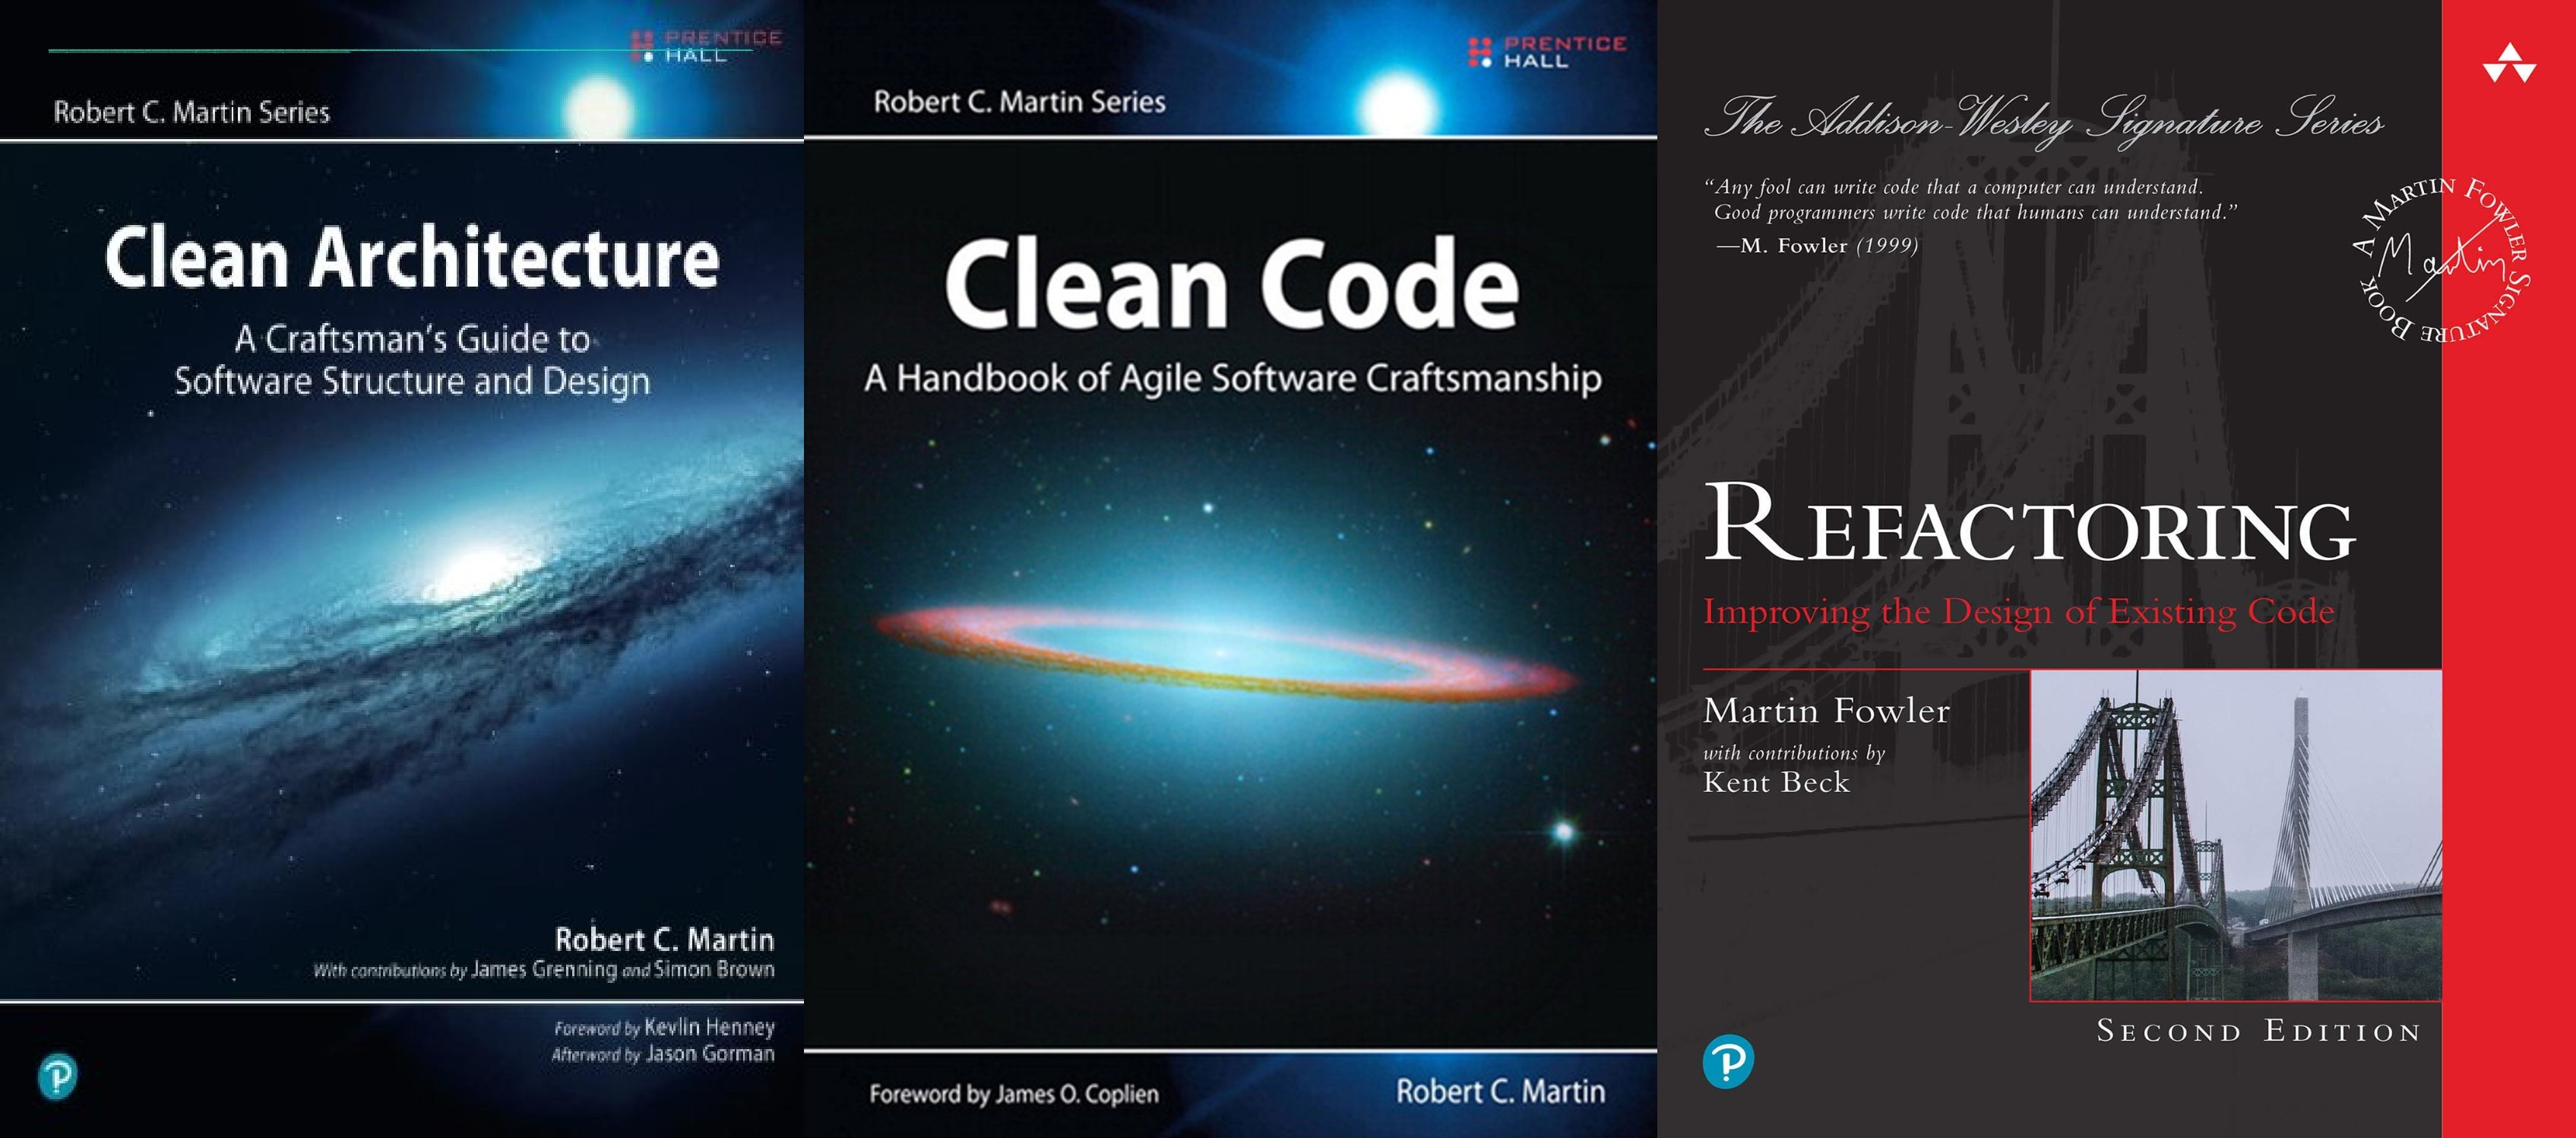 PRENTICE
HALL
Robert C. Martin Series
Clean Architecture
A Craftsman's Guide to
Software Structure and Design
Robert C. Martin
With contributions by James Grenning and Simon Brown
Foreword by Kevlin Henney
Afterword by Jason Gorman
P
PRENTICE
HALL
Robert C. Martin Series
Clean Code
A Handbook of Agile Software Craftsmanship
Foreword by James O. Coplien
Robert C. Martin
The Addison-Wesley Signature Series
“Any fool can write code that a computer can understand.
Good programmers write code that humans can understand.”
—M. Fowler (1999)
A MARTIN FOWLER SIGNATURE BOOK
Martin
REFACTORING
Improving the Design of Existing Code
Martin Fowler
with contributions by
Kent Beck
SECOND EDITION
P